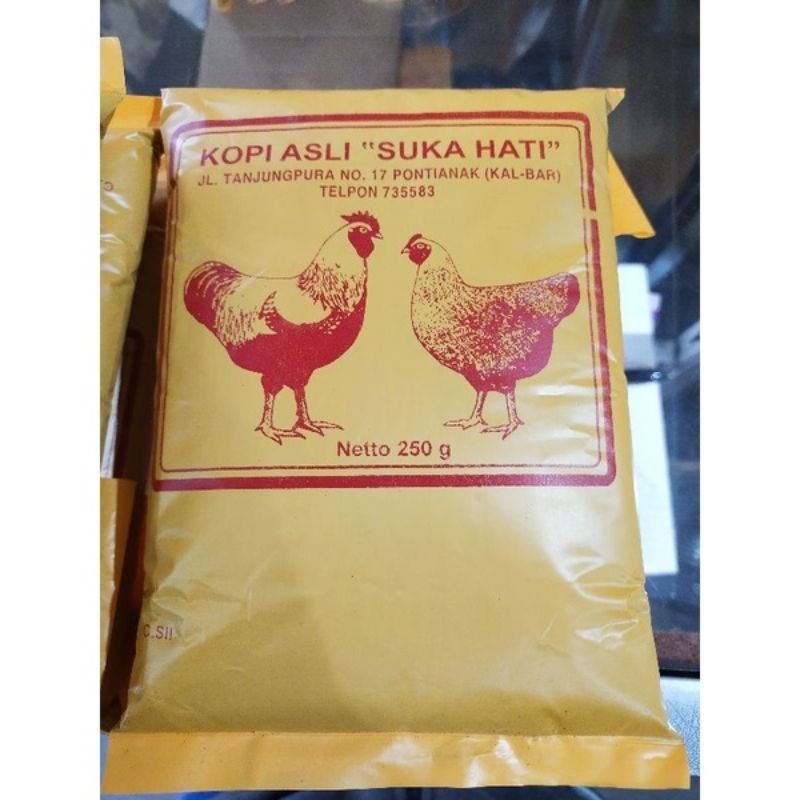 KOPI ASLI "SUKA HATI"
JL. TANJUNGPURA NO. 17 PONTIANAK (KAL-BAR)
TELPON 735583
Netto 250 g